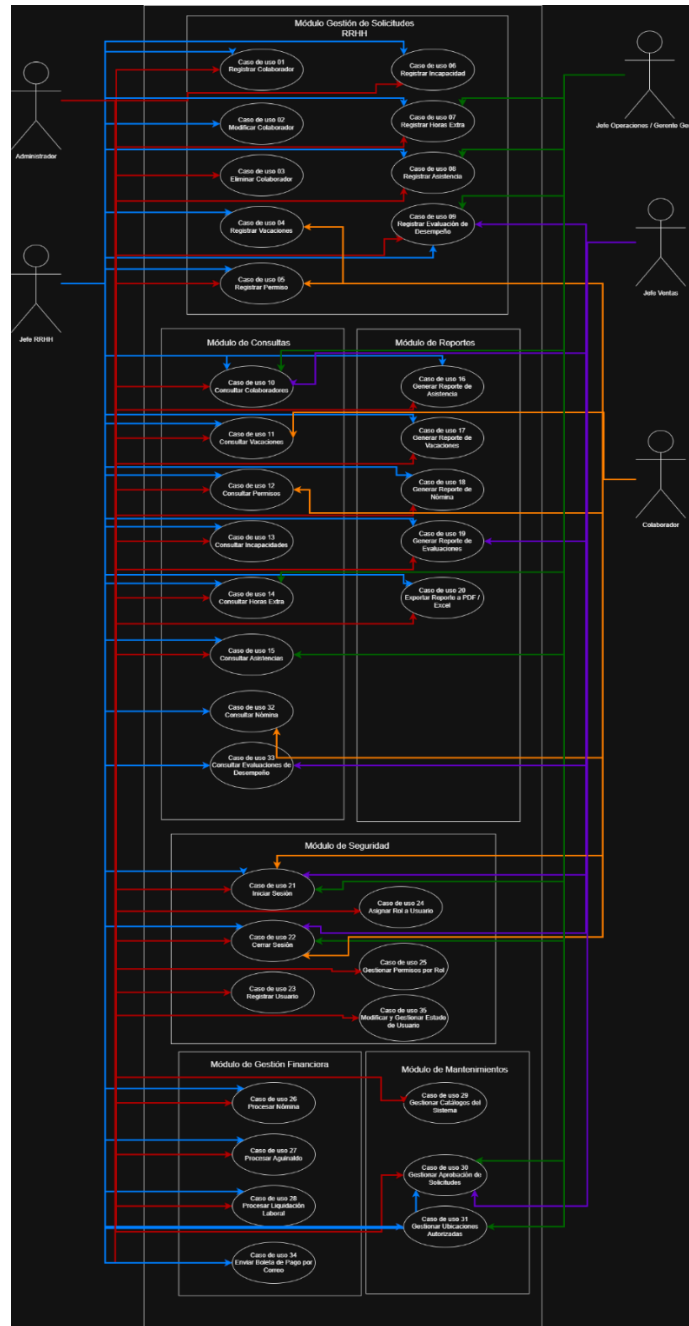 Módulo Gestión de Solicitudes
RRHH
Caso de uso 01
Registrar Colaborador
Caso de uso 06
Registrar Incapacidad
Caso de uso 02
Modificar Colaborador
Caso de uso 07
Registrar Horas Extra
Caso de uso 03
Eliminar Colaborador
Caso de uso 08
Registrar Asistencia
Caso de uso 04
Registrar Vacaciones
Caso de uso 09
Registrar Evaluación de
Desempeño
Caso de uso 05
Registrar Permiso
Administrador
Jefe RRHH
Jefe Operaciones / Gerente Ge
Jefe Ventas
Colaborador
Módulo de Consultas
Caso de uso 10
Consultar Colaboradores
Caso de uso 11
Consultar Vacaciones
Caso de uso 12
Consultar Permisos
Caso de uso 13
Consultar Incapacidades
Caso de uso 14
Consultar Horas Extra
Caso de uso 15
Consultar Asistencias
Caso de uso 32
Consultar Nómina
Caso de uso 33
Consultar Evaluaciones de
Desempeño
Módulo de Reportes
Caso de uso 16
Generar Reporte de
Asistencia
Caso de uso 17
Generar Reporte de
Vacaciones
Caso de uso 18
Generar Reporte de
Nómina
Caso de uso 19
Generar Reporte de
Evaluaciones
Caso de uso 20
Exportar Reporte a PDF /
Excel
Módulo de Seguridad
Caso de uso 21
Iniciar Sesión
Caso de uso 24
Asignar Rol a Usuario
Caso de uso 22
Cerrar Sesión
Caso de uso 25
Gestionar Permisos por Rol
Caso de uso 23
Registrar Usuario
Caso de uso 35
Modificar y Gestionar Estado
de Usuario
Módulo de Gestión Financiera
Caso de uso 26
Procesar Nómina
Caso de uso 27
Procesar Aguinaldo
Caso de uso 28
Procesar Liquidación
Laboral
Caso de uso 34
Enviar Boleta de Pago por
Correo
Módulo de Mantenimientos
Caso de uso 29
Gestionar Catálogos del
Sistema
Caso de uso 30
Gestionar Aprobación de
Solicitudes
Caso de uso 31
Gestionar Ubicaciones
Autorizadas